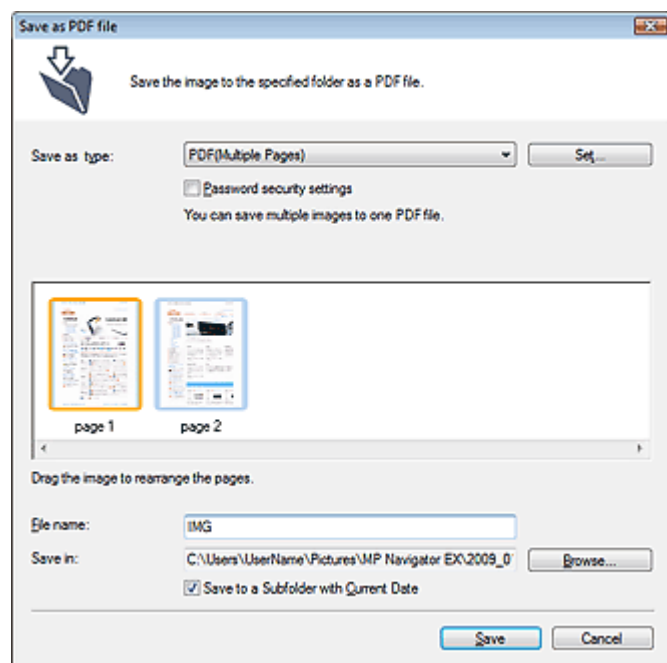 Save as PDF file
Save the image to the specified folder as a PDF file.
Save as type: PDF(Multiple Pages) Set...
Password security settings
You can save multiple images to one PDF file.
page 1 page 2
Drag the image to rearrange the pages.
File name: IMG
Save in: C:\Users\UserName\Pictures\MP Navigator EX\2009_0 Browse...
Save to a Subfolder with Current Date
Save Cancel